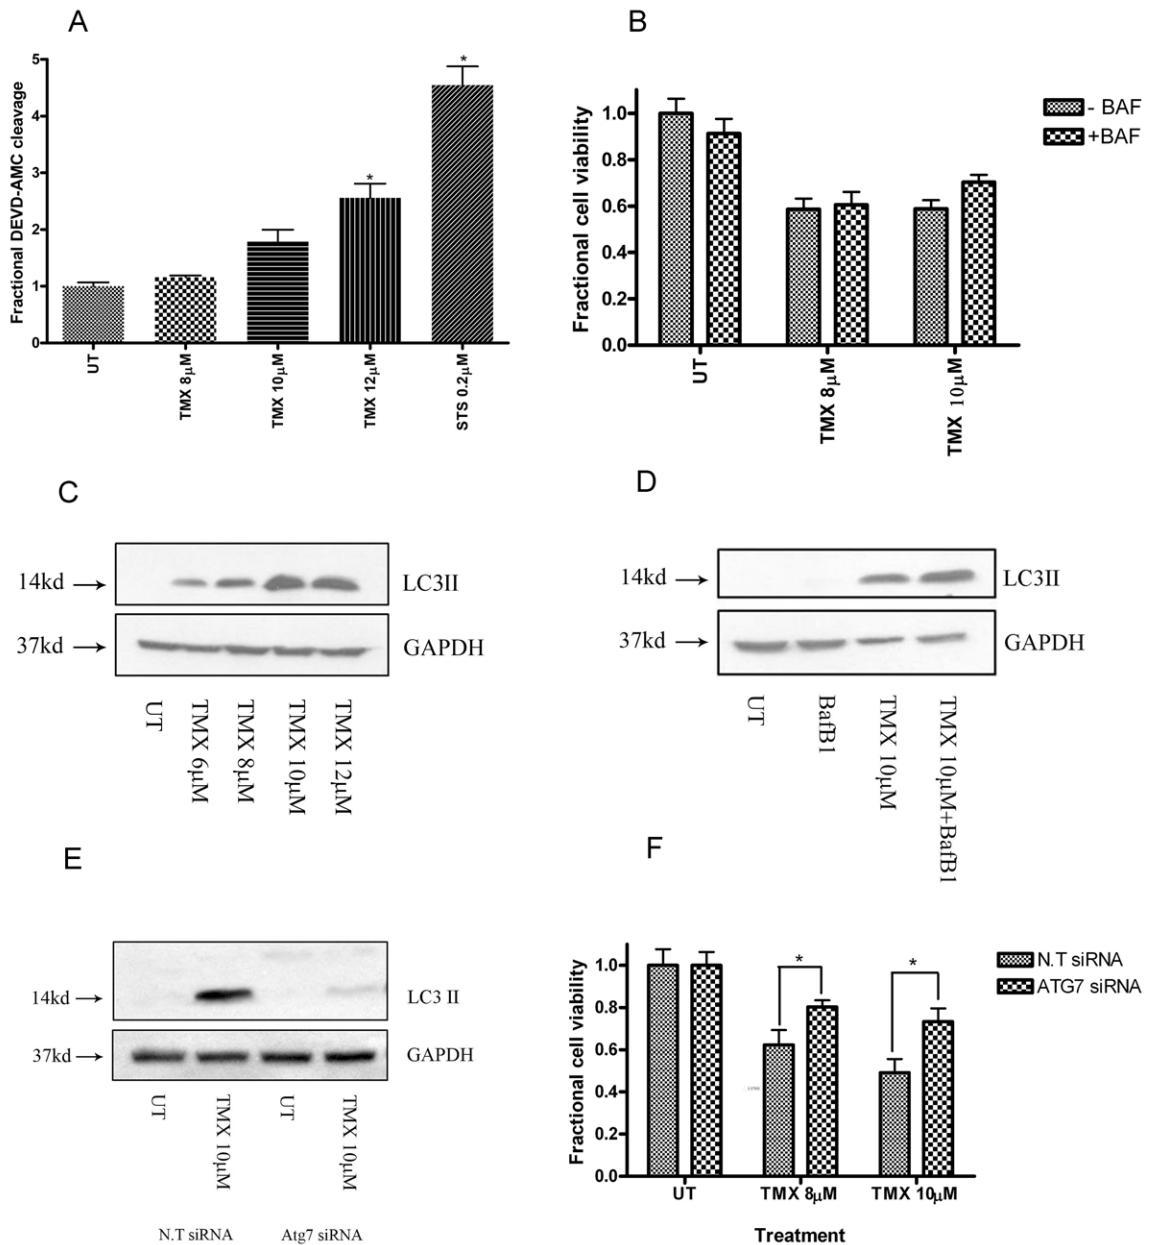 A
Fractional DEVD-AMC cleavage
5
4
3
2
1
0
*
*
UT
TMX 8μM
TMX 10μM
TMX 12μM
STS 0.2μM
B
Fractional cell viability
1.0
0.8
0.6
0.4
0.2
0.0
- BAF
+BAF
UT
TMX 8μM
TMX 10μM
C
14kd
LC3II
37kd
GAPDH
UT
TMX 6μM
TMX 8μM
TMX 10μM
TMX 12μM
D
14kd
LC3II
37kd
GAPDH
UT
BafB1
TMX 10μM
TMX 10μM+BafB1
E
14kd
LC3 II
37kd
GAPDH
UT
TMX 10μM
UT
TMX 10μM
N.T siRNA
Atg7 siRNA
F
Fractional cell viability
1.0
0.8
0.6
0.4
0.2
0.0
*
*
N.T siRNA
ATG7 siRNA
UT
TMX 8μM
TMX 10μM
Treatment